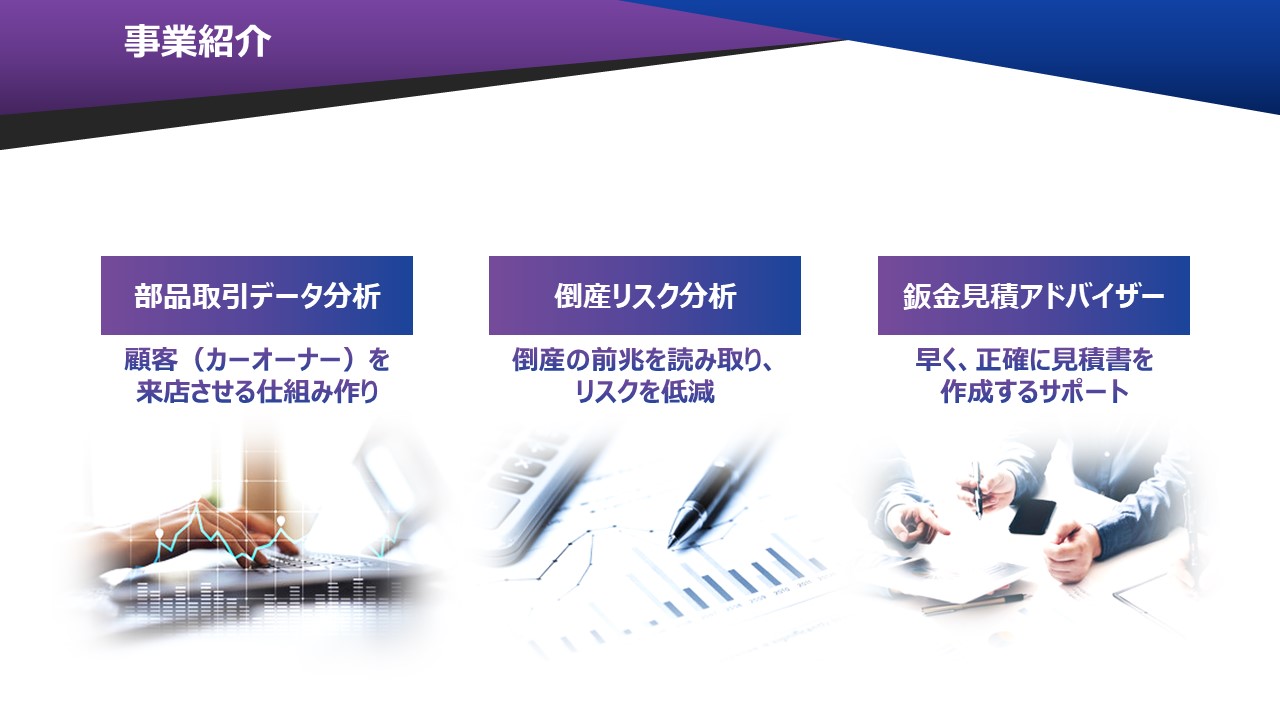 事業紹介
部品取引データ分析
顧客（カーオーナー）を
来店させる仕組み作り
倒産リスク分析
倒産の前兆を読み取り、
リスクを低減
鈑金見積アドバイザー
早く、正確に見積書を
作成するサポート